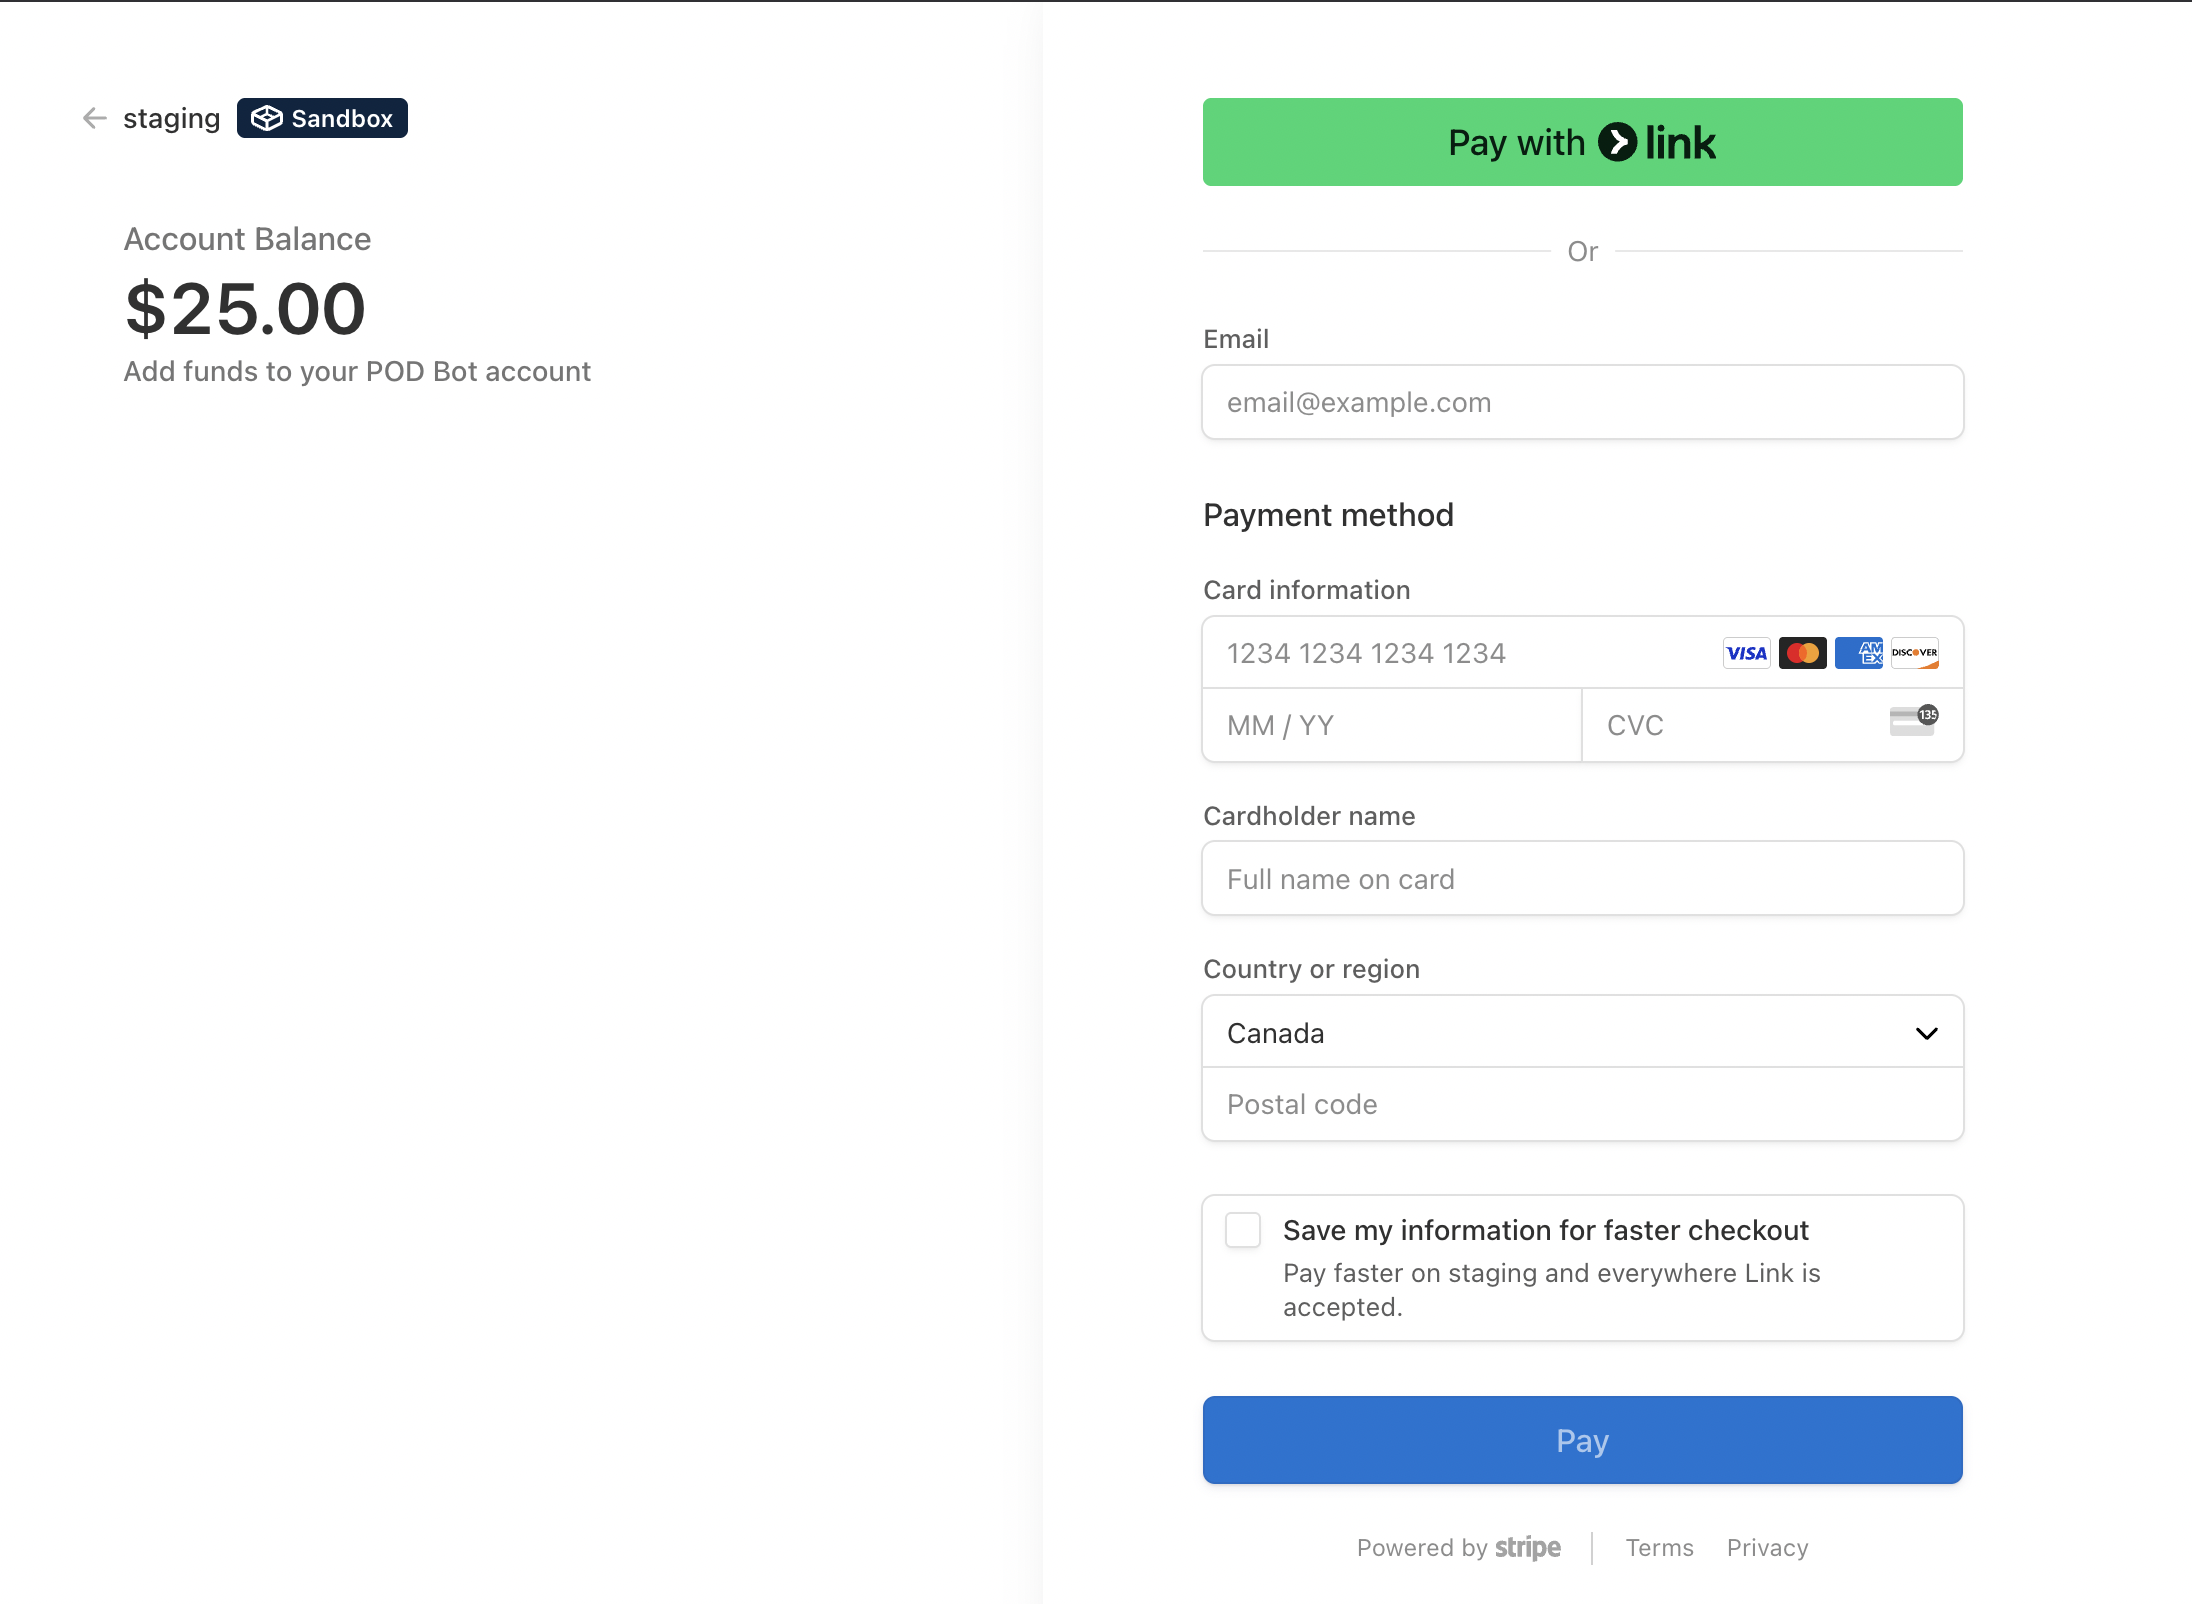 staging
Sandbox
Account Balance
$25.00
Add funds to your POD Bot account
Pay with link
Or
Email
email@example.com
Payment method
Card information
1234 1234 1234 1234
VISA
AM
EX
DISCOVER
MM / YY
CVC
135
Cardholder name
Full name on card
Country or region
Canada
Postal code
Save my information for faster checkout
Pay faster on staging and everywhere Link is
accepted.
Pay
Powered by stripe
Terms
Privacy